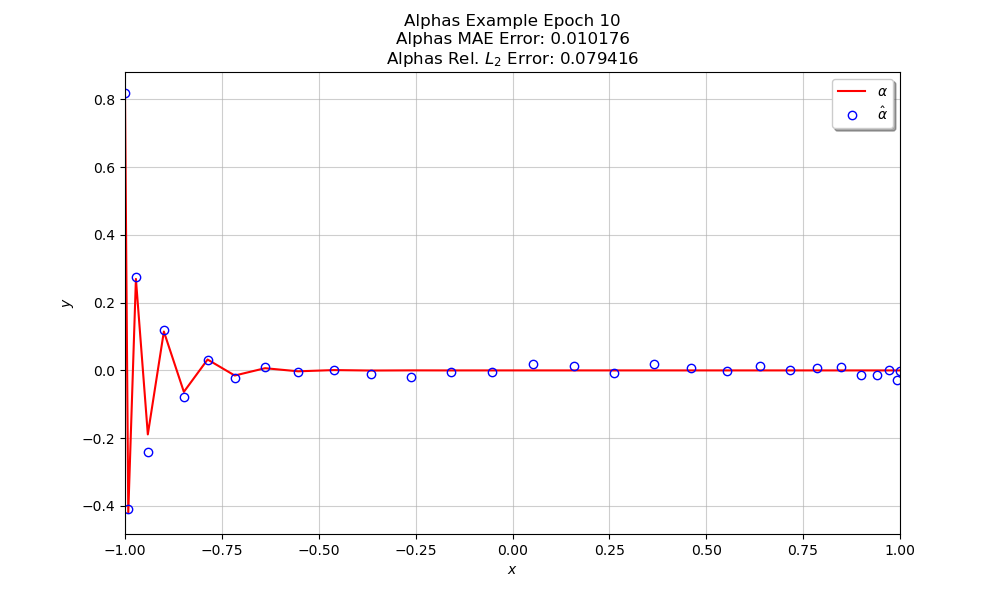 Alphas Example Epoch 10
Alphas MAE Error: 0.010176
Alphas Rel. L₂ Error: 0.079416
α
α̂
0.8
0.6
0.4
0.2
0.0
−0.2
−0.4
y
−1.00 −0.75 −0.50 −0.25 0.00 0.25 0.50 0.75 1.00
x